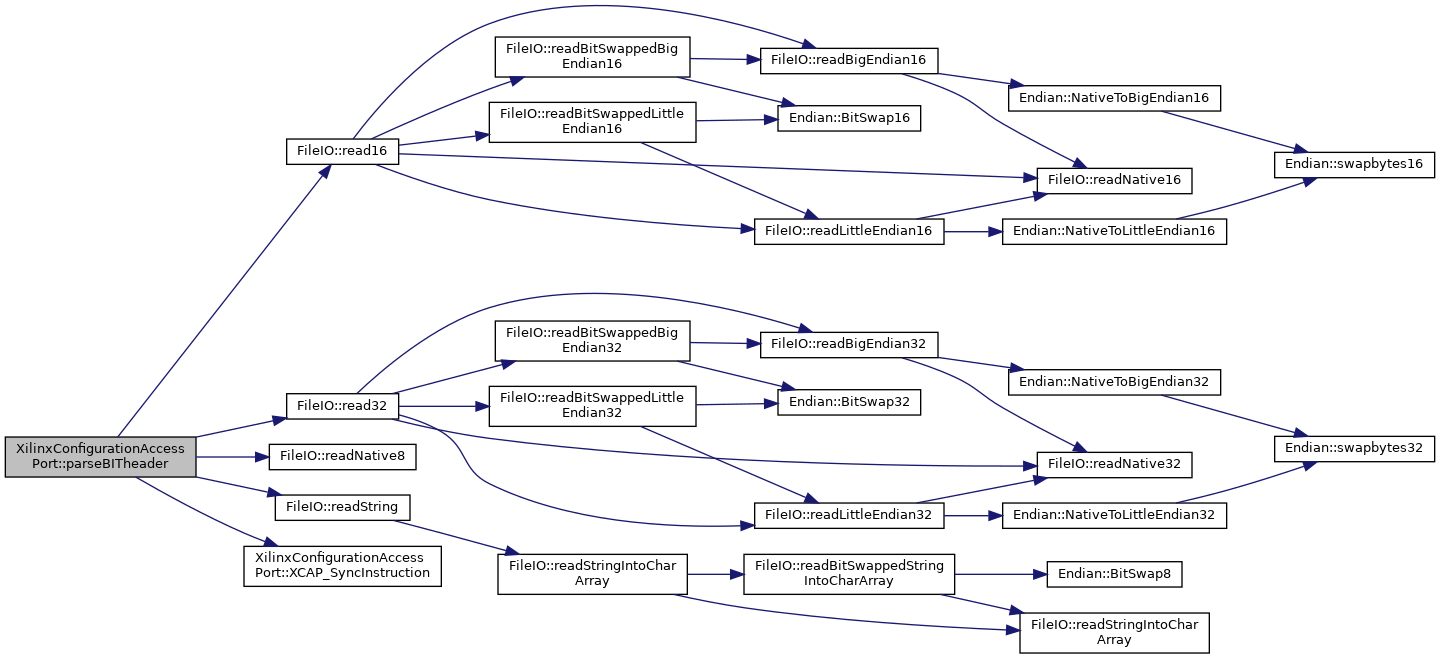 FileIO::readBitSwappedBig
Endian16
FileIO::readBigEndian16
Endian::NativeToBigEndian16
FileIO::readBitSwappedLittle
Endian16
Endian::BitSwap16
FileIO::read16
Endian::swapbytes16
FileIO::readNative16
FileIO::readLittleEndian16
Endian::NativeToLittleEndian16
FileIO::readBitSwappedBig
Endian32
FileIO::readBigEndian32
Endian::NativeToBigEndian32
FileIO::readBitSwappedLittle
Endian32
Endian::BitSwap32
FileIO::read32
XilinxConfigurationAccess
Port::parseBITheader
FileIO::readNative8
Endian::swapbytes32
FileIO::readNative32
FileIO::readString
FileIO::readLittleEndian32
Endian::NativeToLittleEndian32
XilinxConfigurationAccess
Port::XCAP_SyncInstruction
FileIO::readStringIntoChar
Array
FileIO::readBitSwappedString
IntoCharArray
Endian::BitSwap8
FileIO::readStringIntoChar
Array